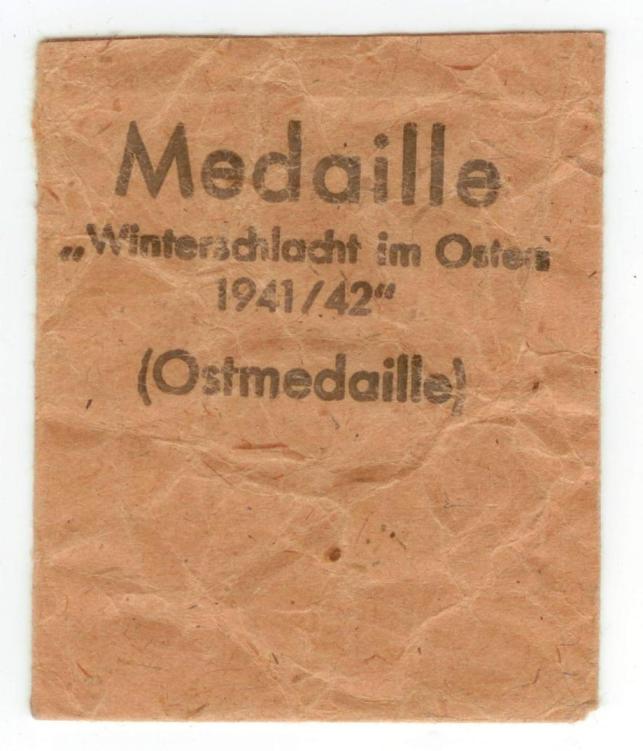 Medaille
„Winterschlacht im Osten
1941/42“
(Ostmedaille)